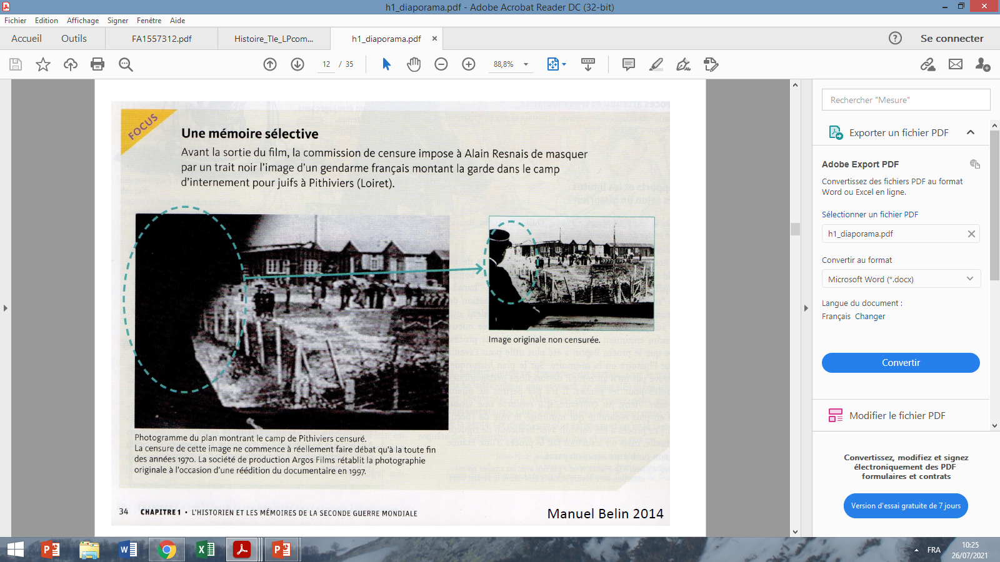 h1_diaporama.pdf - Adobe Acrobat Reader DC (32-bit)
Fichier Edition Affichage Signer Fenêtre Aide
Accueil Outils FA1557312.pdf Histoire_Tle_LPcom... h1_diaporama.pdf × Se connecter
12 / 35 88,8%
FOCUS
Une mémoire sélective
Avant la sortie du film, la commission de censure impose à Alain Resnais de masquer
par un trait noir l'image d'un gendarme français montant la garde dans le camp
d'internement pour juifs à Pithiviers (Loiret).
Image originale non censurée.
Photogramme du plan montrant le camp de Pithiviers censuré.
La censure de cette image ne commence à réellement faire débat qu'à la toute fin
des années 1970. La société de production Argos Films rétablit la photographie
originale à l'occasion d'une réédition du documentaire en 1997.
34 CHAPITRE 1 • L'HISTORIEN ET LES MÉMOIRES DE LA SECONDE GUERRE MONDIALE
Manuel Belin 2014
Rechercher "Mesure"
Exporter un fichier PDF
Adobe Export PDF
Convertissez des fichiers PDF au format
Word ou Excel en ligne.
Sélectionner un fichier PDF
h1_diaporama.pdf
Convertir au format
Microsoft Word (*.docx)
Langue du document :
Français Changer
Convertir
Modifier le fichier PDF
Convertissez, modifiez et signez
électroniquement des PDF
formulaires et contrats
Version d'essai gratuite de 7 jours
FRA
10:25
26/07/2021